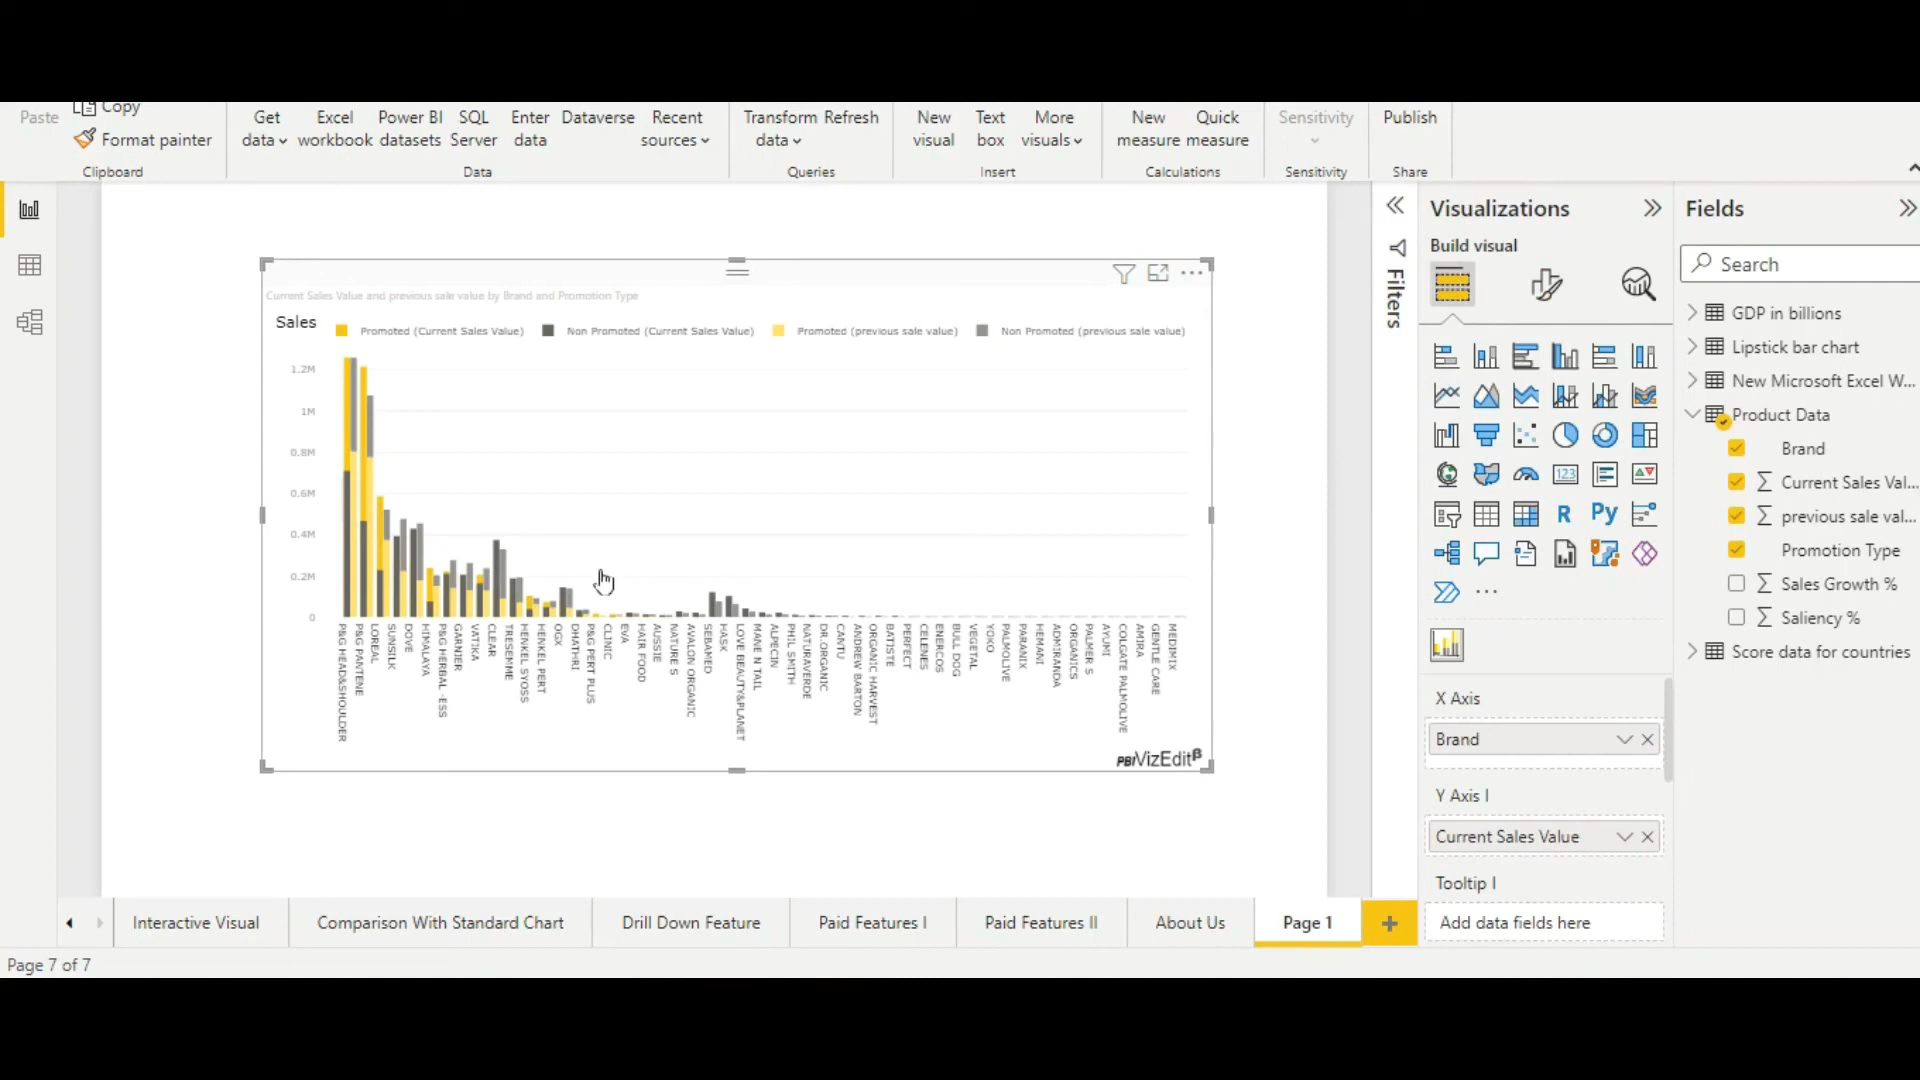 Paste
Copy
Format painter
Clipboard
Get data
Excel workbook
Power BI datasets
SQL Server
Enter data
Dataverse
Recent sources
Data
Transform data
Refresh
Queries
New visual
Text box
More visuals
Insert
New measure
Quick measure
Calculations
Sensitivity
Sensitivity
Publish
Share
Current Sales Value and previous sale value by Brand and Promotion Type
Sales
Promoted (Current Sales Value)
Non Promoted (Current Sales Value)
Promoted (previous sale value)
Non Promoted (previous sale value)
1.2M
1M
0.8M
0.6M
0.4M
0.2M
0
P&G HEAD&SHOULDER
P&G PANTENE
LOREAL
SUNSILK
DOVE
HIMALAYA
P&G HERBAL -ESS
GARNIER
VATIKA
CLEAR
TRESEMME
HENKEL SYOSS
HENKEL PERT
OGX
DHATHRI
P&G PERT PLUS
CLINIC
EVA
HAIR FOOD
AUSSIE
NATURE S
AVALON ORGANIC
SEBAMED
HASK
LOVE BEAUTY&PLANET
MANE N TAIL
ALPECIN
PHIL SMITH
NATURAVERDE
DR.ORGANIC
CANTU
ANDREW BARTON
ORGANIC HARVEST
BATISTE
PERFECT
CELENES
ENERCOS
BULL DOG
VEGETAL
YOKO
PALMOLIVE
PARANIX
HEMANI
ADMIRANDA
ORGANICS
PALMER S
AYUMI
COLGATE PALMOLIVE
AMIRA
GENTLE CARE
MEDIMIX
PBIVizEditβ
Filters
Visualizations
Build visual
123
R
Py
X Axis
Brand
Y Axis I
Current Sales Value
Tooltip I
Add data fields here
Fields
Search
GDP in billions
Lipstick bar chart
New Microsoft Excel W...
Product Data
Brand
Current Sales Val...
previous sale val...
Promotion Type
Sales Growth %
Saliency %
Score data for countries
Interactive Visual
Comparison With Standard Chart
Drill Down Feature
Paid Features I
Paid Features II
About Us
Page 1
Page 7 of 7